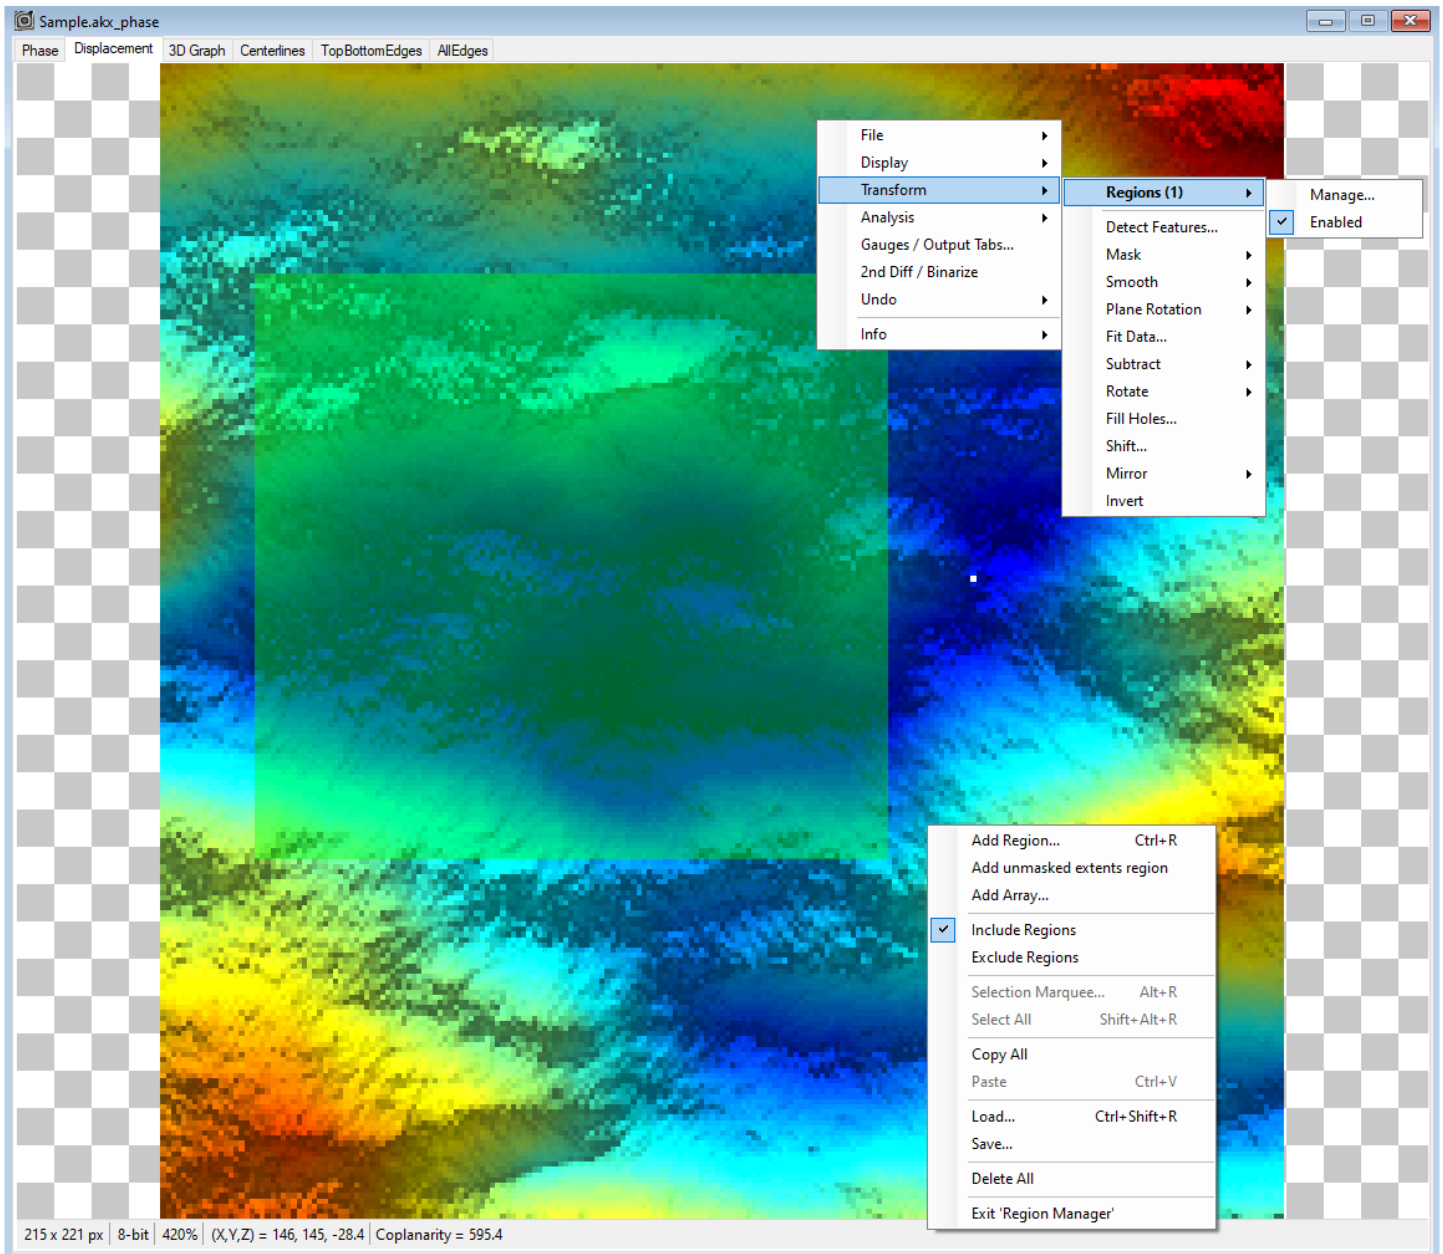 Sample.akx_phase
Phase Displacement 3D Graph Centerlines TopBottomEdges AllEdges
File
Display
Transform
Analysis
Gauges / Output Tabs...
2nd Diff / Binarize
Undo
Info
Regions (1)
Detect Features...
Mask
Smooth
Plane Rotation
Fit Data...
Subtract
Rotate
Fill Holes...
Shift...
Mirror
Invert
Manage...
Enabled
Add Region... Ctrl+R
Add unmasked extents region
Add Array...
Include Regions
Exclude Regions
Selection Marquee... Alt+R
Select All Shift+Alt+R
Copy All
Paste Ctrl+V
Load... Ctrl+Shift+R
Save...
Delete All
Exit 'Region Manager'
215 x 221 px 8-bit 420% (X,Y,Z) = 146, 145, -28.4 Coplanarity = 595.4